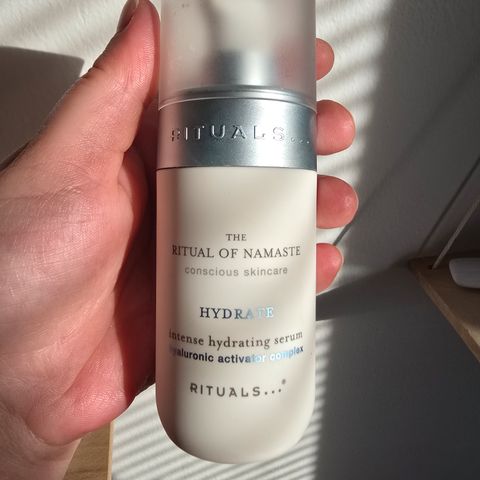 RITUALS...
THE
RITUAL OF NAMASTE
conscious skincare
HYDRATE
intense hydrating serum
hyaluronic activator complex
RITUALS...®